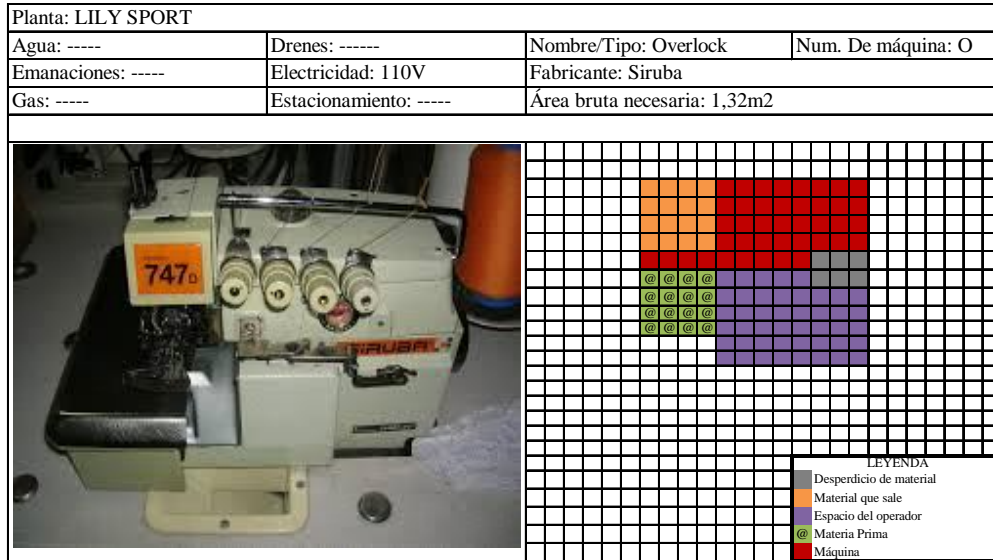 Planta: LILY SPORT
Agua: ----- Drenes: ------ Nombre/Tipo: Overlock Num. De máquina: O
Emanaciones: ----- Electricidad: 110V Fabricante: Siruba
Gas: ----- Estacionamiento: ----- Área bruta necesaria: 1,32m2
747
SIRUBA
@ @ @ @
@ @ @ @
@ @ @ @
@ @ @ @
LEYENDA
Desperdicio de material
Material que sale
Espacio del operador
@ Materia Prima
Máquina